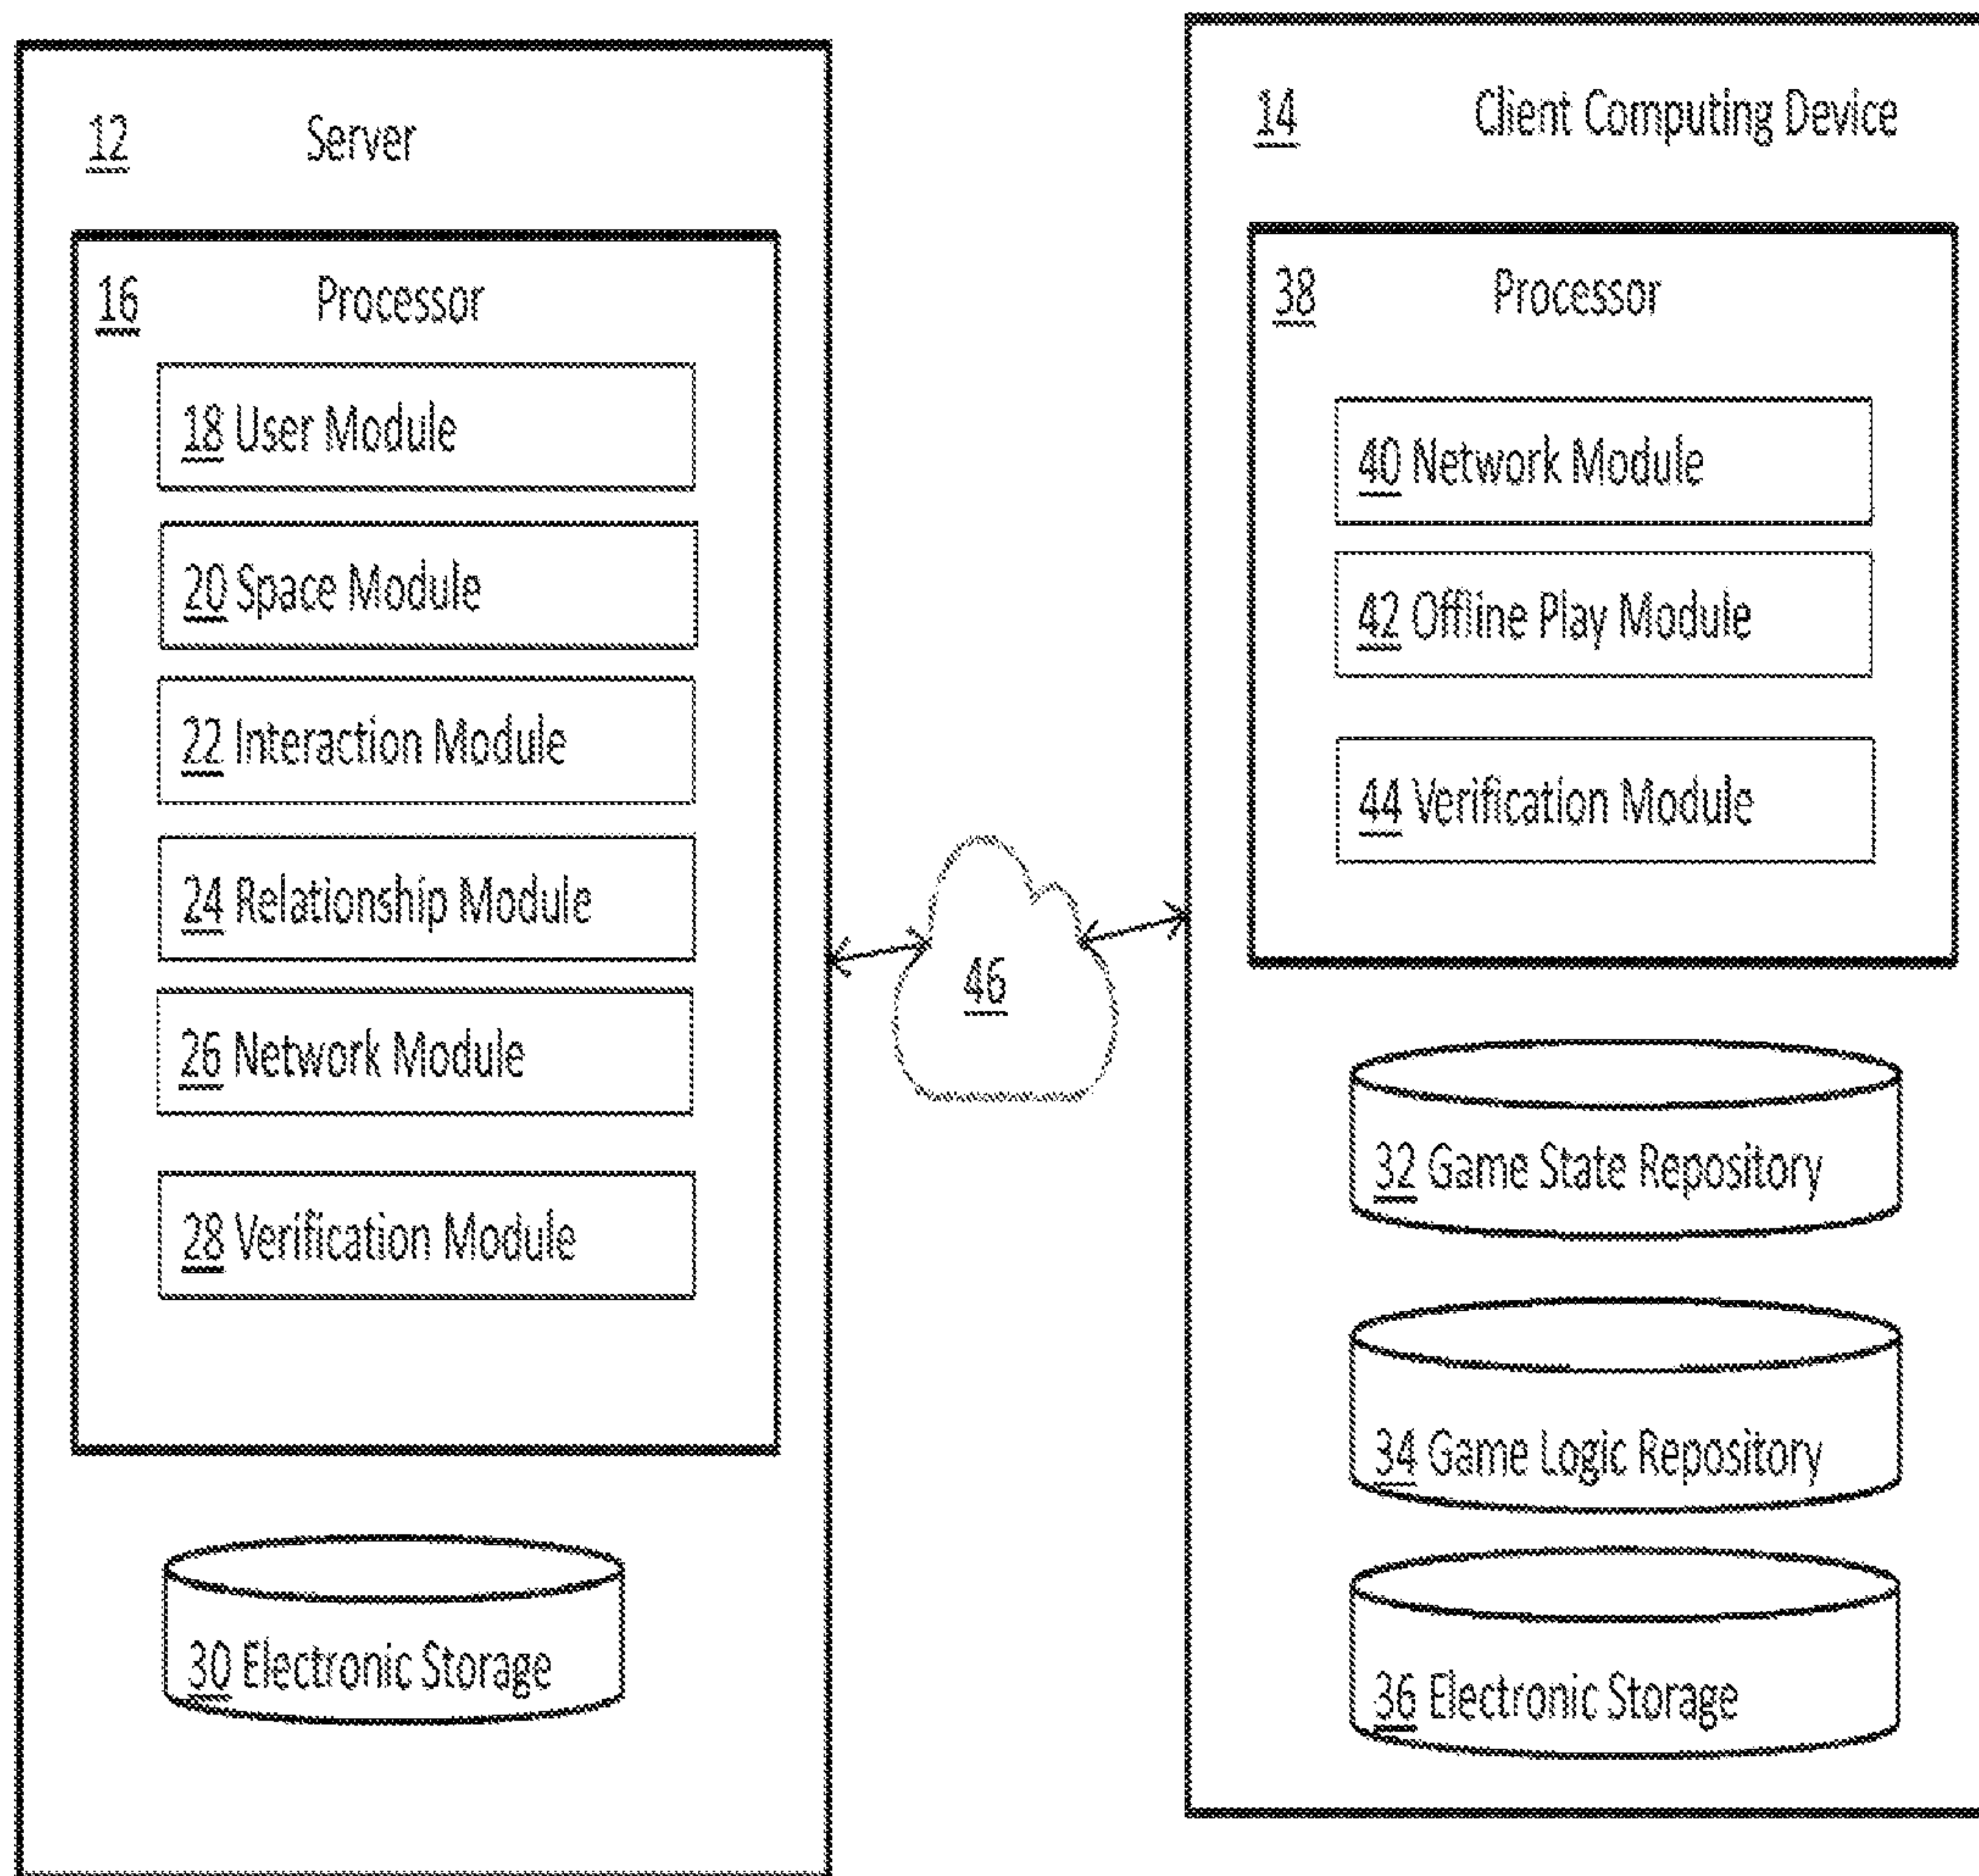 12 Server
16 Processor
18 User Module
20 Space Module
22 Interaction Module
24 Relationship Module
26 Network Module
28 Verification Module
30 Electronic Storage
46
14 Client Computing Device
38 Processor
40 Network Module
42 Offline Play Module
44 Verification Module
32 Game State Repository
34 Game Logic Repository
36 Electronic Storage